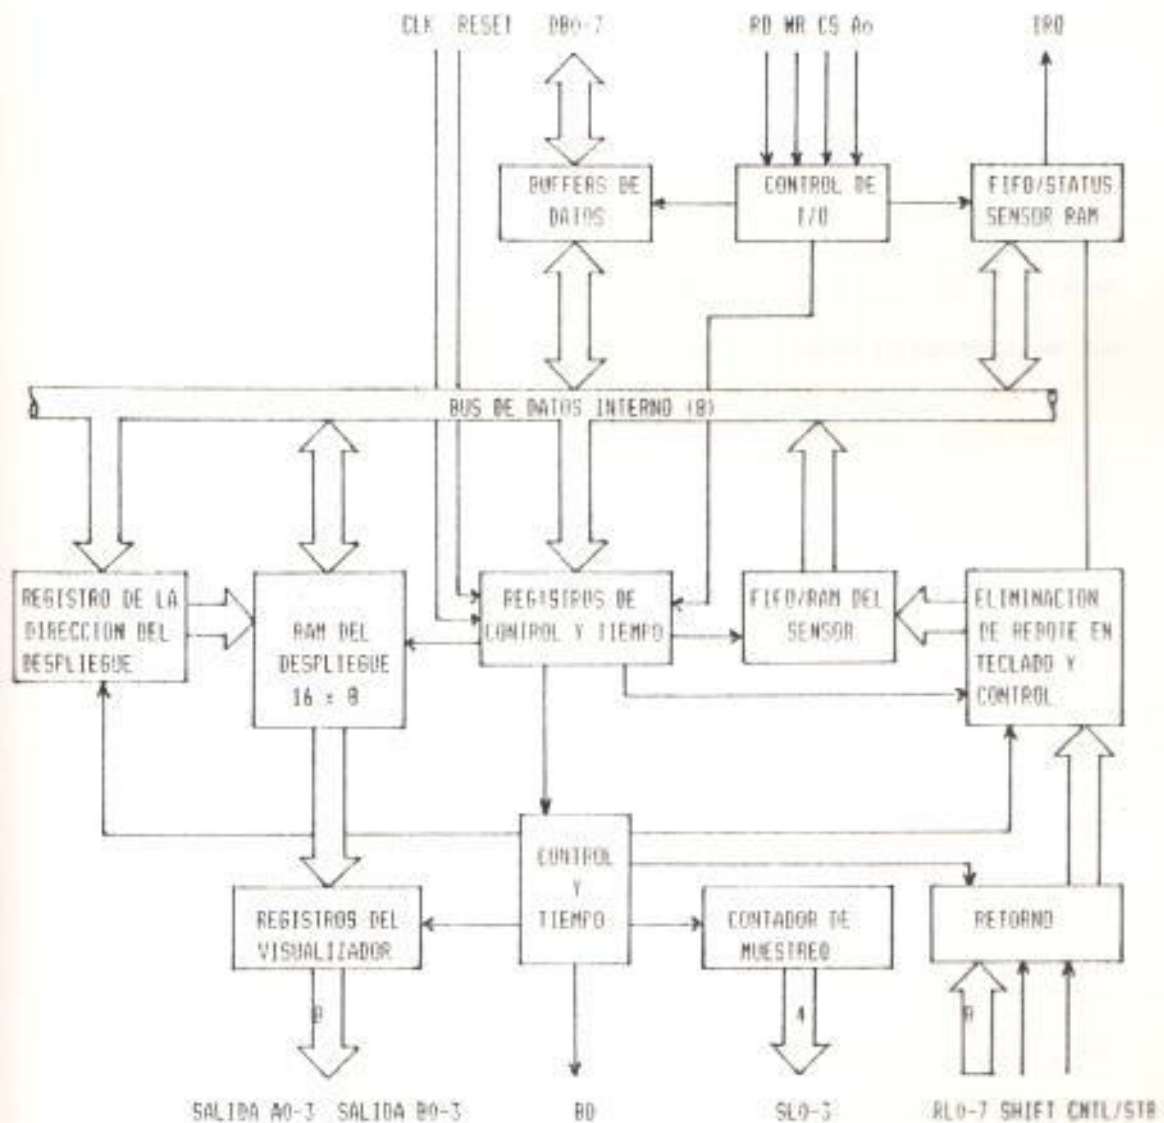 CLK RESET DB0-7 RD WR CS A0 IRQ
BUFFERS DE
DATOS
CONTROL DE
I/O
FIFO/STATUS
SENSOR RAM
BUS DE DATOS INTERNO (8)
REGISTRO DE LA
DIRECCION DEL
DESPLIEGUE
RAM DEL
DESPLIEGUE
16 x 8
REGISTROS DE
CONTROL Y TIEMPO
FIFO/RAM DEL
SENSOR
ELIMINACION
DE REBOTE EN
TECLADO Y
CONTROL
REGISTROS DEL
VISUALIZADOR
CONTROL
Y
TIEMPO
CONTADOR DE
MUESTREO
RETORNO
8
4
8
SALIDA A0-3 SALIDA B0-3 BD SL0-3 RL0-7 SHIFT CNTL/STB